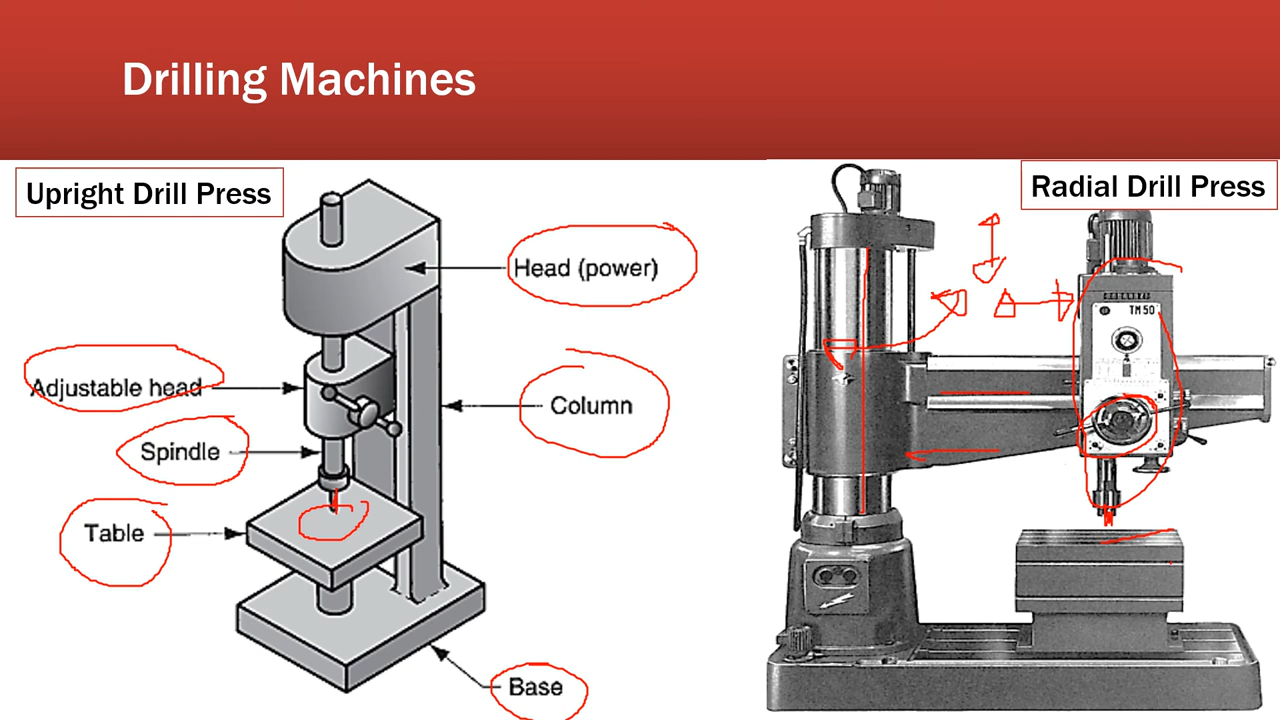 Drilling Machines
Upright Drill Press
Radial Drill Press
Head (power)
TM 50
Adjustable head
Column
Spindle
Table
Base